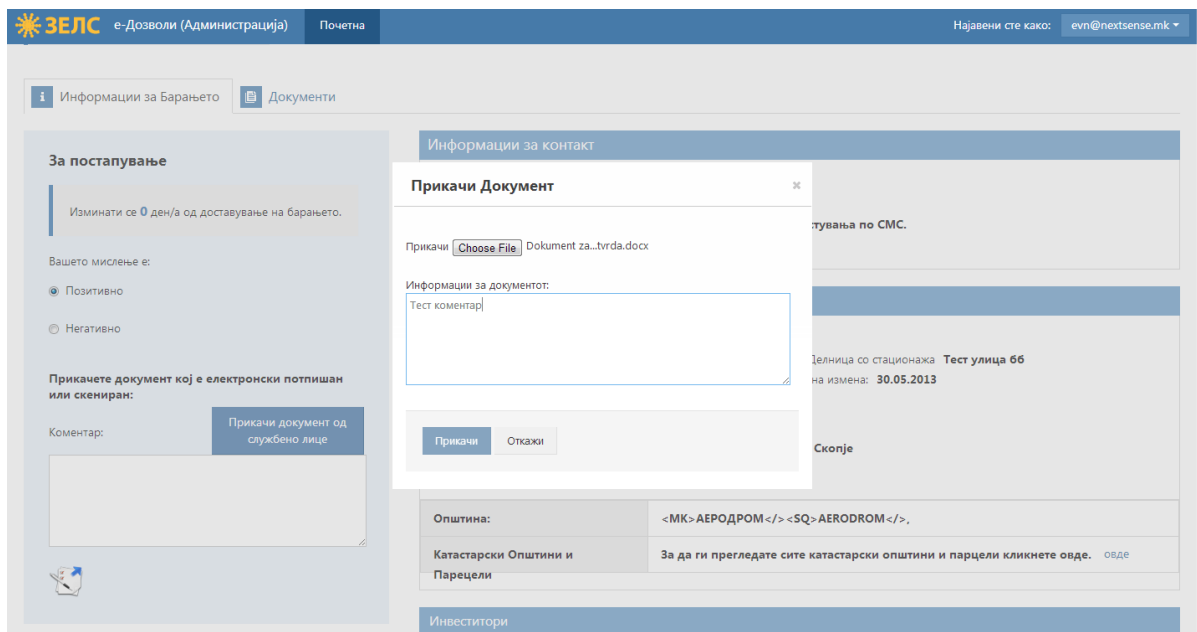 ЗЕЛС е-Дозволи (Администрација) Почетна Најавени сте како: evn@nextsense.mk
Информации за Барањето Документи
За постапување
Изминати се 0 ден/а од доставување на барањето.
Вашето мислење е:
Позитивно
Негативно
Прикачете документ кој е електронски потпишан
или скениран:
Коментар:
Прикачи документ од
службено лице
Информации за контакт
Прикачи Документ
Прикачи Choose File Dokument za...tvrda.docx
Информации за документот:
Тест коментар
Прикачи Откажи
тувања по СМС.
Делница со стационажа Тест улица бб
на измена: 30.05.2013
Скопје
Општина: <MK>АЕРОДРОМ</><SQ>AERODROM</>,
Катастарски Општини и
Парецели
За да ги прегледате сите катастарски општини и парцели кликнете овде. овде
Инвеститори